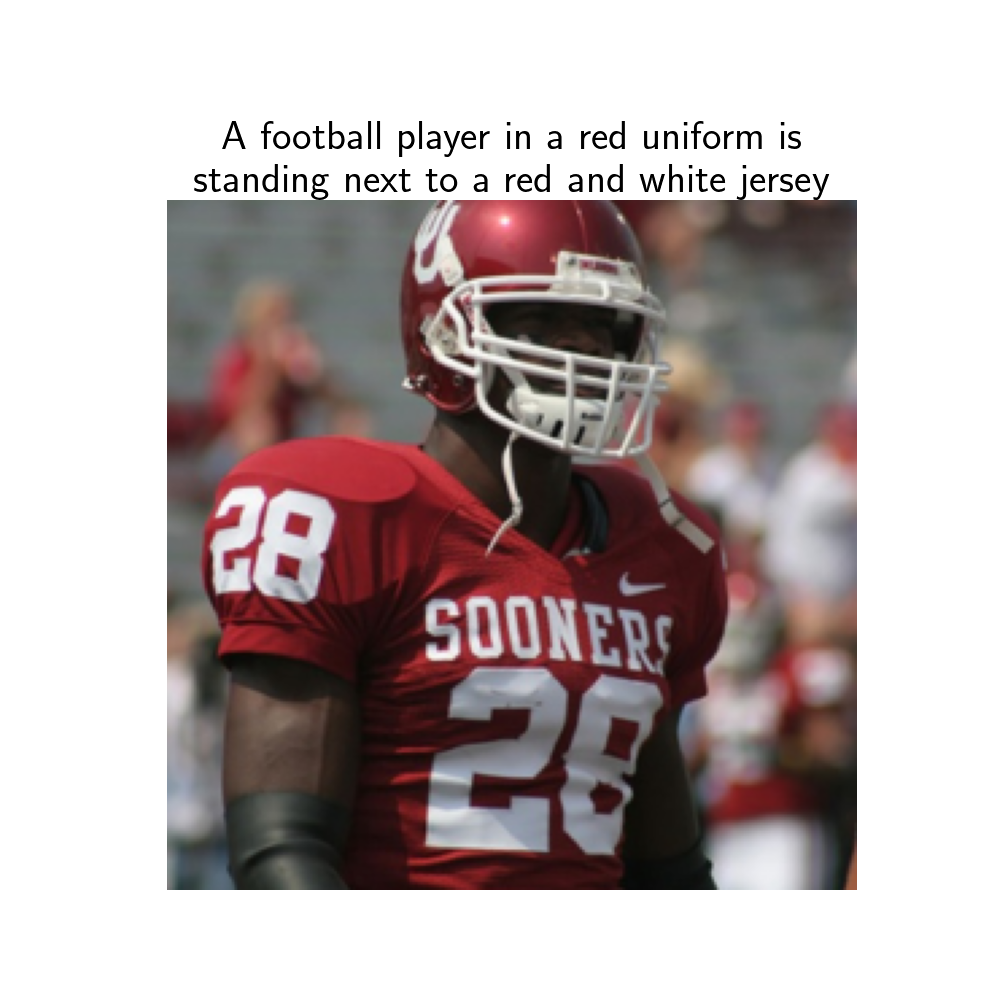 A football player in a red uniform is
standing next to a red and white jersey
28
SOONERS
28